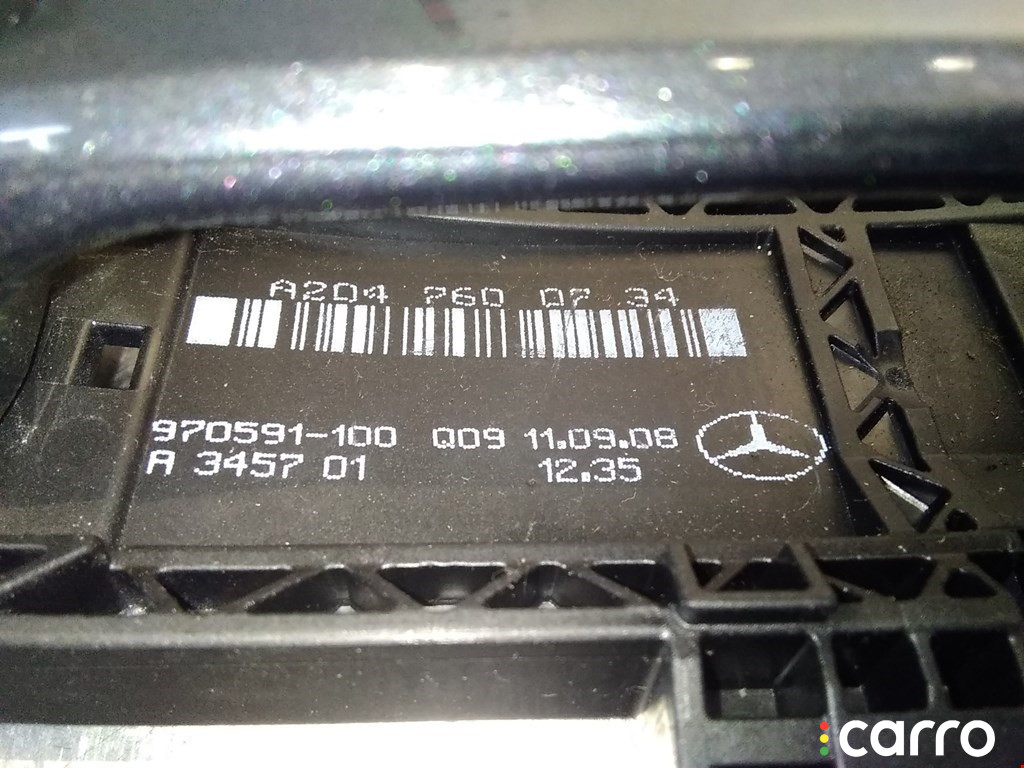 A204 760 07 34
970591-100 Q09 11.09.08
A 3457 01 12.35
carro